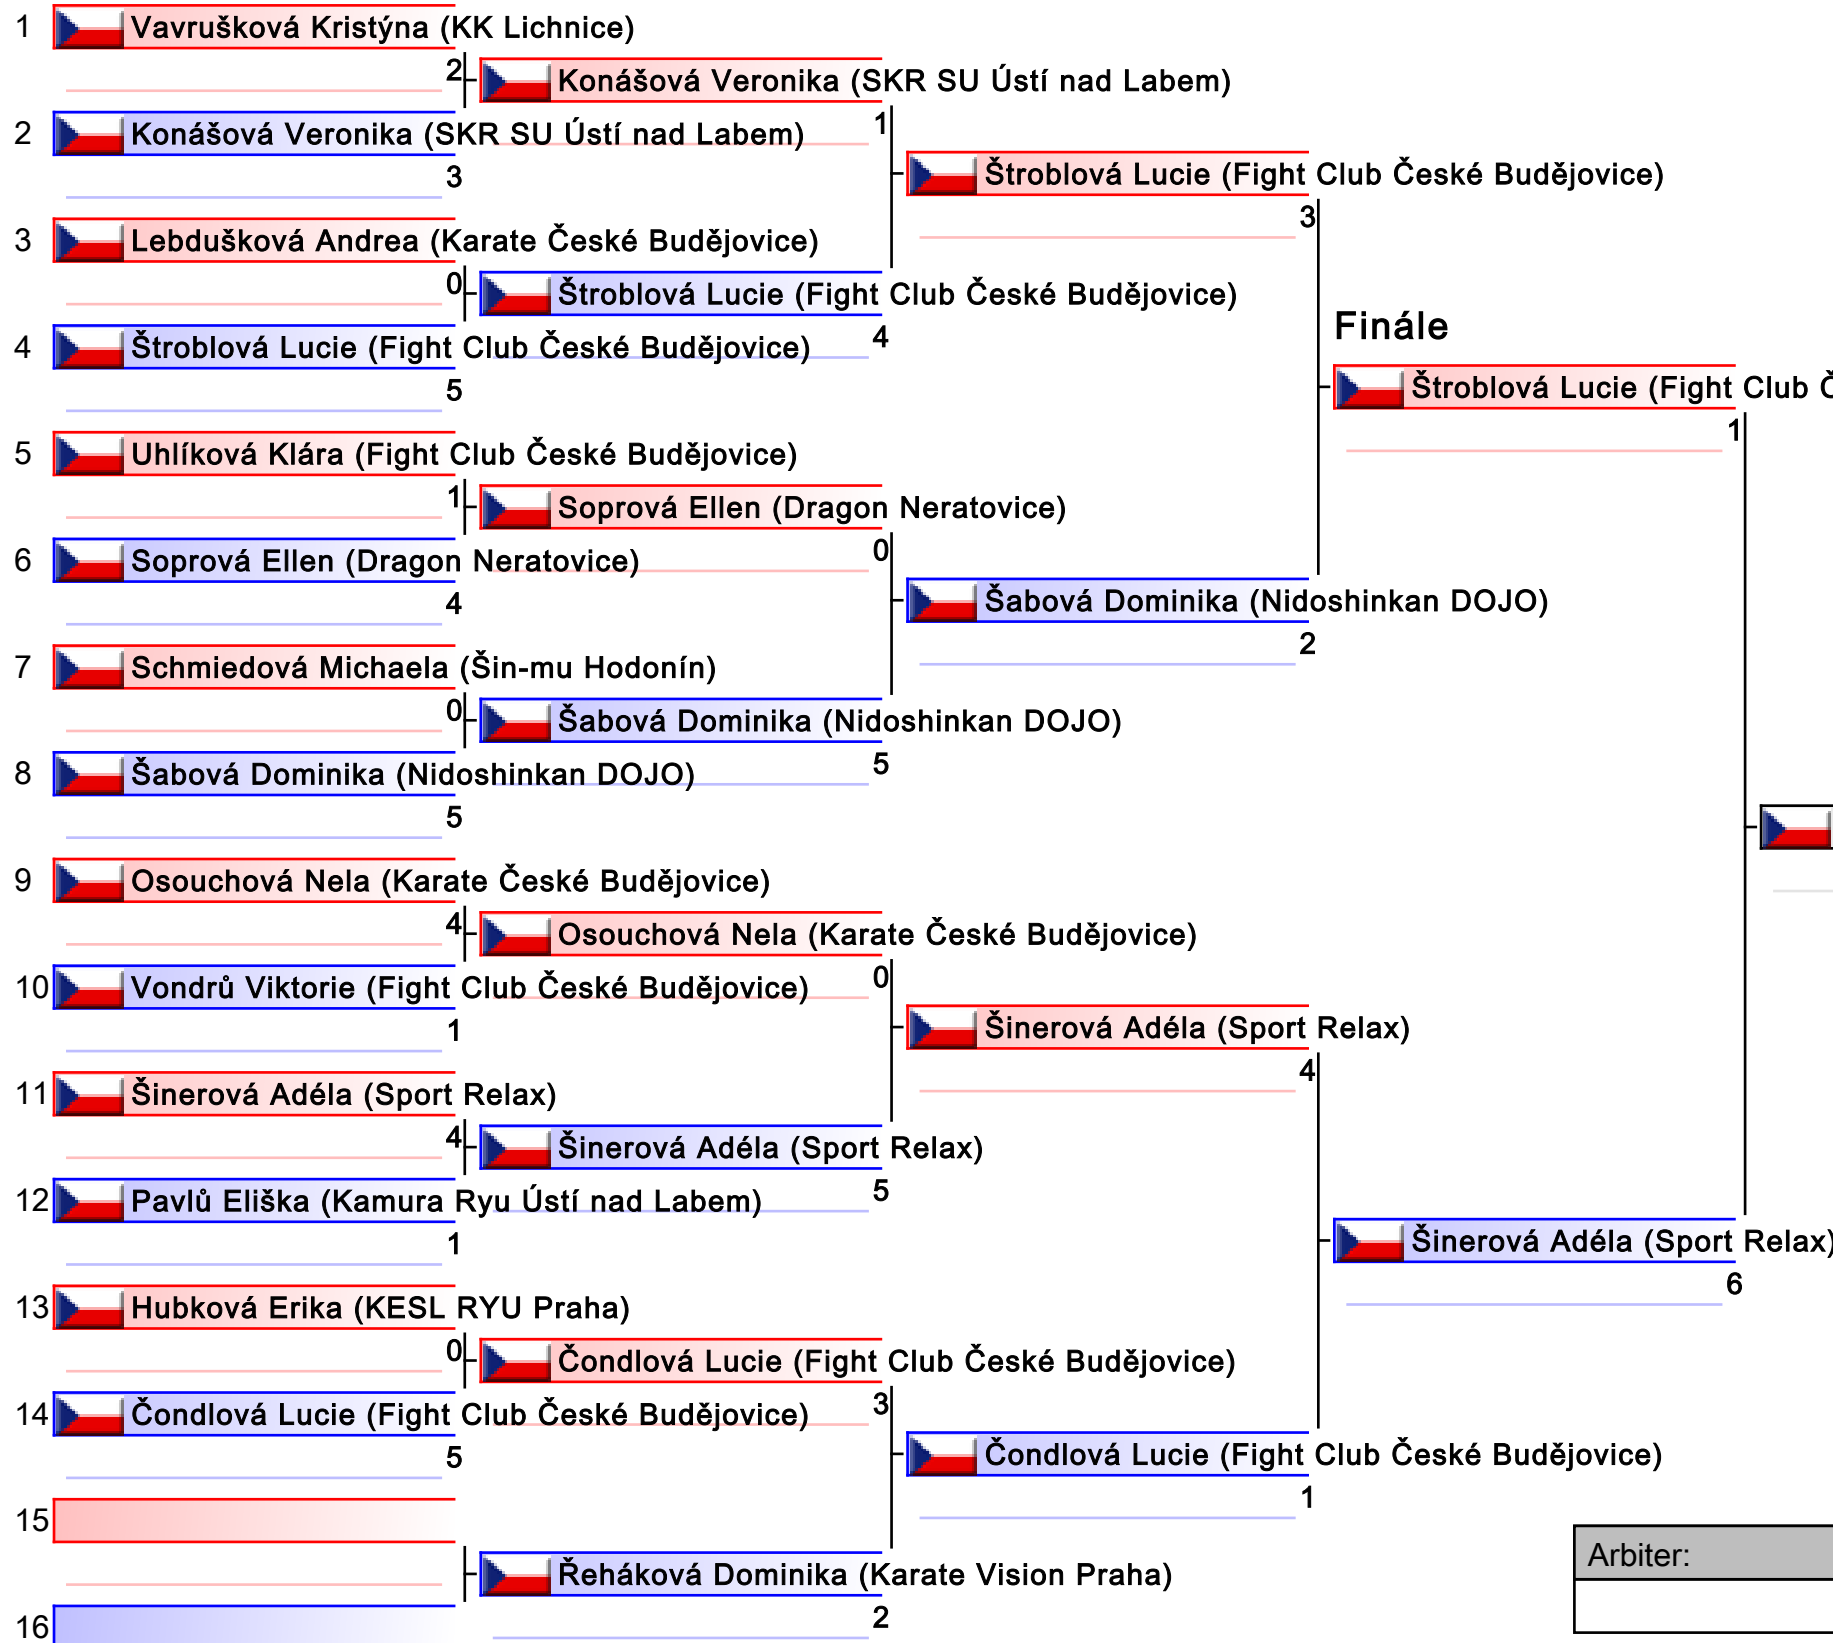 1 Vavrušková Kristýna (KK Lichnice)
2 Konášová Veronika (SKR SU Ústí nad Labem)
2 Konášová Veronika (SKR SU Ústí nad Labem)
1
3
Štroblová Lucie (Fight Club České Budějovice)
3
3 Lebdušková Andrea (Karate České Budějovice)
0 Štroblová Lucie (Fight Club České Budějovice)
4
4 Štroblová Lucie (Fight Club České Budějovice)
5
Finále
Štroblová Lucie (Fight Club Č
1
5 Uhlíková Klára (Fight Club České Budějovice)
1 Soprová Ellen (Dragon Neratovice)
0
6 Soprová Ellen (Dragon Neratovice)
4
Šabová Dominika (Nidoshinkan DOJO)
2
7 Schmiedová Michaela (Šin-mu Hodonín)
0 Šabová Dominika (Nidoshinkan DOJO)
5
8 Šabová Dominika (Nidoshinkan DOJO)
5
9 Osouchová Nela (Karate České Budějovice)
4 Osouchová Nela (Karate České Budějovice)
0
10 Vondrů Viktorie (Fight Club České Budějovice)
1
Šinerová Adéla (Sport Relax)
4
11 Šinerová Adéla (Sport Relax)
4 Šinerová Adéla (Sport Relax)
5
12 Pavlů Eliška (Kamura Ryu Ústí nad Labem)
1
Šinerová Adéla (Sport Relax)
6
13 Hubková Erika (KESL RYU Praha)
0 Čondlová Lucie (Fight Club České Budějovice)
3
14 Čondlová Lucie (Fight Club České Budějovice)
5
Čondlová Lucie (Fight Club České Budějovice)
1
15
Řeháková Dominika (Karate Vision Praha)
2
16
Arbiter: